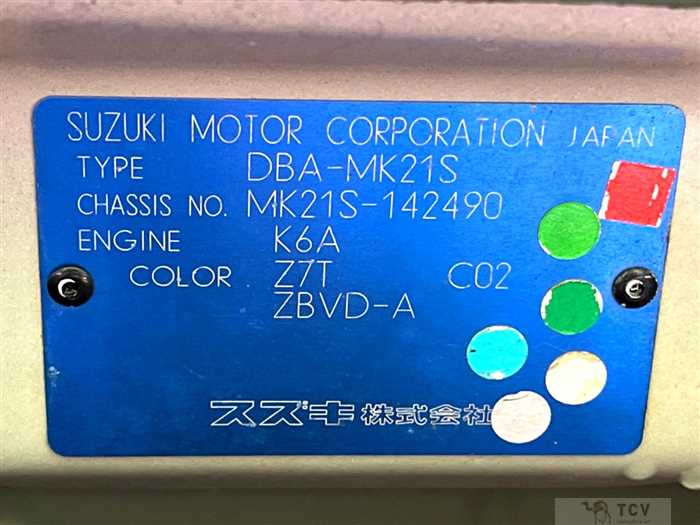 SUZUKI MOTOR CORPORATION JAPAN
TYPE DBA-MK21S
CHASSIS NO. MK21S-142490
ENGINE K6A
COLOR Z7T C02
ZBVD-A
スズキ株式会社
TCV